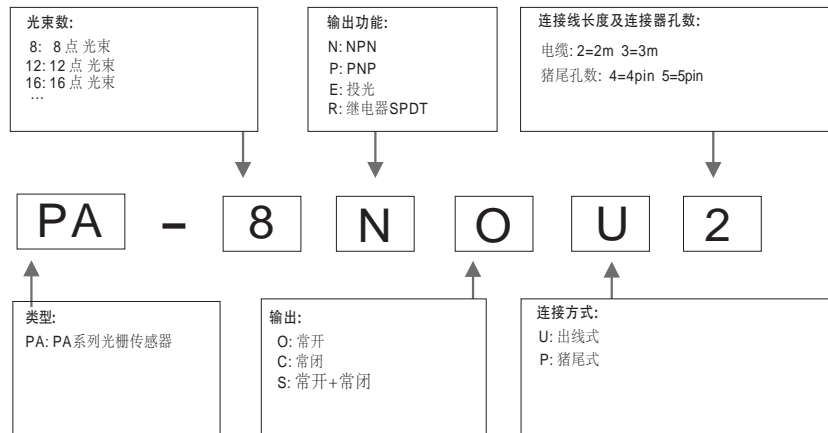 光束数:
8: 8点 光束
12: 12点 光束
16: 16点 光束
...
输出功能:
N: NPN
P: PNP
E: 投光
R: 继电器SPDT
连接线长度及连接器孔数:
电缆: 2=2m 3=3m
猪尾孔数: 4=4pin 5=5pin
PA - 8 N O U 2
类型:
PA: PA系列光栅传感器
输出:
O: 常开
C: 常闭
S: 常开+常闭
连接方式:
U: 出线式
P: 猪尾式